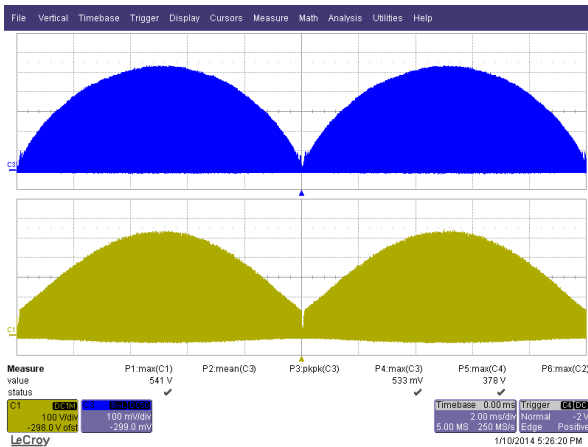 File Vertical Timebase Trigger Display Cursors Measure Math Analysis Utilities Help
C3
C1
Measure P1:max(C1) P2:mean(C3) P3:pkpk(C3) P4:max(C3) P5:max(C4) P6:max(C2)
value 541 V 533 mV 378 V
status
C1 DC1M
100 V/div
-298.0 V ofst
100 mV/div
-299.0 mV
Timebase 0.00 ms
2.00 ms/div
5.00 MS 250 MS/s
Trigger C4 DC
Normal -2 V
Edge Positive
LeCroy
1/10/2014 5:26:20 PM